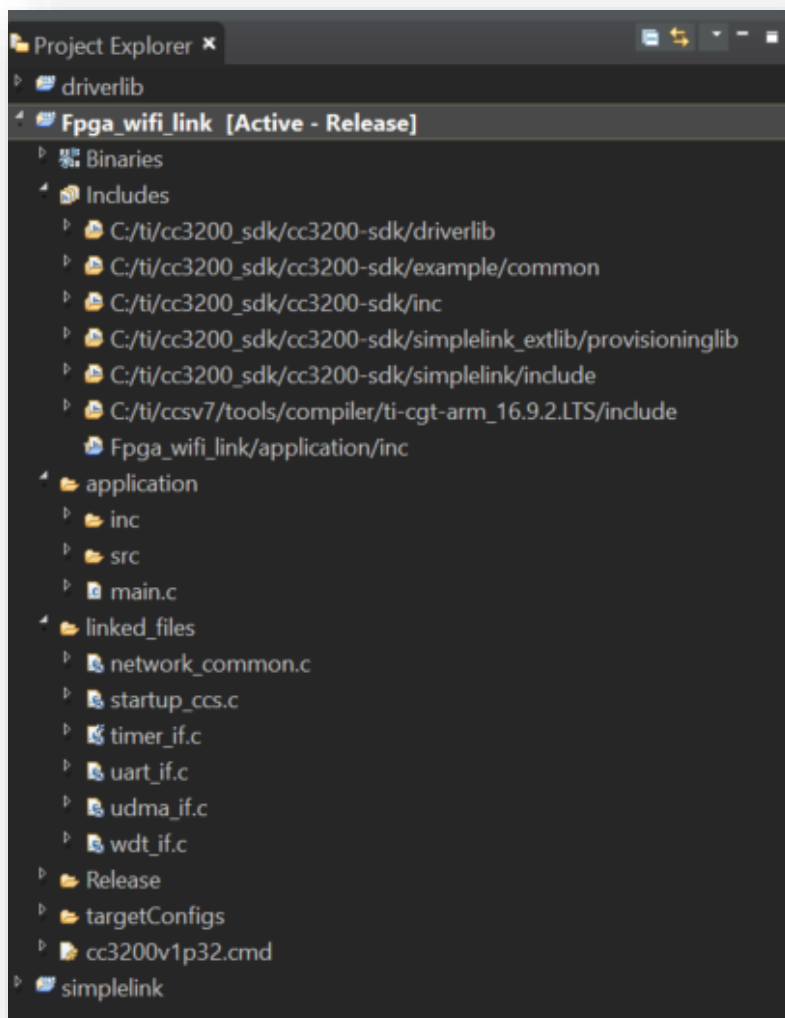 Project Explorer
driverlib
Fpga_wifi_link [Active - Release]
Binaries
Includes
C:/ti/cc3200_sdk/cc3200-sdk/driverlib
C:/ti/cc3200_sdk/cc3200-sdk/example/common
C:/ti/cc3200_sdk/cc3200-sdk/inc
C:/ti/cc3200_sdk/cc3200-sdk/simplelink_extlib/provisioninglib
C:/ti/cc3200_sdk/cc3200-sdk/simplelink/include
C:/ti/ccsv7/tools/compiler/ti-cgt-arm_16.9.2.LTS/include
Fpga_wifi_link/application/inc
application
inc
src
main.c
linked_files
network_common.c
startup_ccs.c
timer_if.c
uart_if.c
udma_if.c
wdt_if.c
Release
targetConfigs
cc3200v1p32.cmd
simplelink